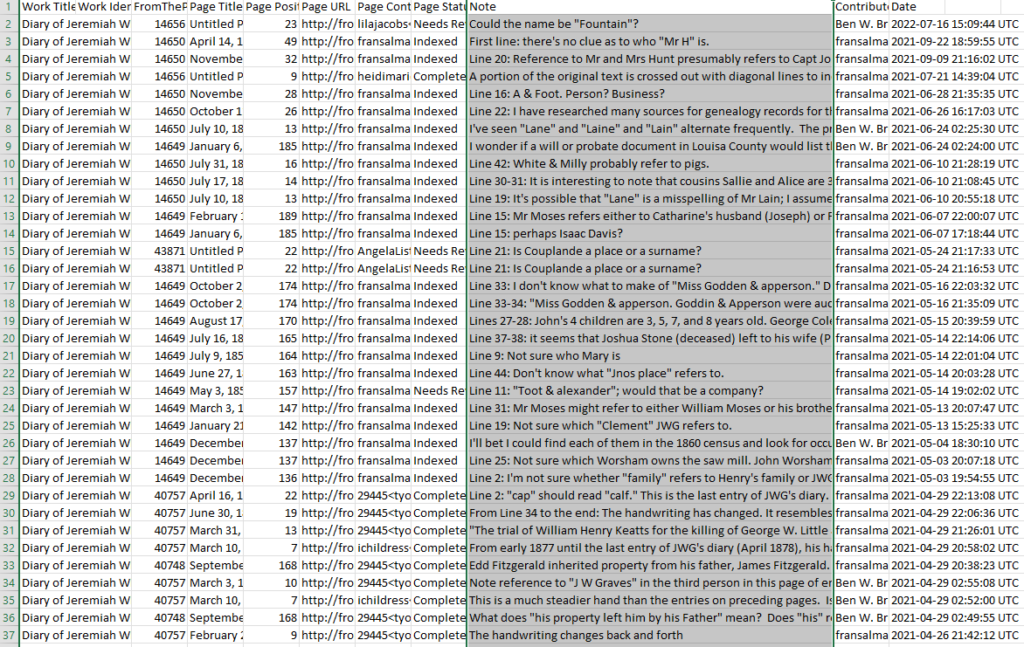 1 Work Title Work Iden FromTheP Page Title Page Posit Page URL Page Cont Page Statu Note Contributo Date
2 Diary of Jeremiah W 14656 Untitled P 23 http://fro lilajacobs Needs Re Could the name be "Fountain"? Ben W. Br 2022-07-16 15:09:44 UTC
3 Diary of Jeremiah W 14650 April 14, 1 49 http://fro fransalma Indexed First line: there's no clue as to who "Mr H" is. fransalma 2021-09-22 18:59:55 UTC
4 Diary of Jeremiah W 14650 Novembe 32 http://fro fransalma Indexed Line 20: Reference to Mr and Mrs Hunt presumably refers to Capt Jo fransalma 2021-09-09 21:16:02 UTC
5 Diary of Jeremiah W 14656 Untitled P 9 http://fro heidimari Complete A portion of the original text is crossed out with diagonal lines to in fransalma 2021-07-21 14:39:04 UTC
6 Diary of Jeremiah W 14650 Novembe 28 http://fro fransalma Indexed Line 16: A & Foot. Person? Business? fransalma 2021-06-28 21:35:35 UTC
7 Diary of Jeremiah W 14650 October 1 26 http://fro fransalma Indexed Line 22: I have researched many sources for genealogy records for th fransalma 2021-06-26 16:17:03 UTC
8 Diary of Jeremiah W 14650 July 10, 18 13 http://fro fransalma Indexed I've seen "Lane" and "Laine" and "Lain" alternate frequently. The pr Ben W. Br 2021-06-24 02:25:30 UTC
9 Diary of Jeremiah W 14649 January 6, 185 http://fro fransalma Indexed I wonder if a will or probate document in Louisa County would list th Ben W. Br 2021-06-24 02:24:00 UTC
10 Diary of Jeremiah W 14650 July 31, 18 16 http://fro fransalma Indexed Line 42: White & Milly probably refer to pigs. fransalma 2021-06-10 21:28:19 UTC
11 Diary of Jeremiah W 14650 July 17, 18 14 http://fro fransalma Indexed Line 30-31: It is interesting to note that cousins Sallie and Alice are 3 fransalma 2021-06-10 21:08:45 UTC
12 Diary of Jeremiah W 14650 July 10, 18 13 http://fro fransalma Indexed Line 19: It's possible that "Lane" is a misspelling of Mr Lain; I assume fransalma 2021-06-10 20:55:18 UTC
13 Diary of Jeremiah W 14649 February 189 http://fro fransalma Indexed Line 15: Mr Moses refers either to Catharine's husband (Joseph) or F fransalma 2021-06-07 22:00:07 UTC
14 Diary of Jeremiah W 14649 January 6, 185 http://fro fransalma Indexed Line 15: perhaps Isaac Davis? fransalma 2021-06-07 17:18:44 UTC
15 Diary of Jeremiah W 43871 Untitled P 22 http://fro AngelaList Needs Re Line 21: Is Couplande a place or a surname? fransalma 2021-05-24 21:17:33 UTC
16 Diary of Jeremiah W 43871 Untitled P 22 http://fro AngelaList Needs Re Line 21: Is Couplande a place or a surname? fransalma 2021-05-24 21:16:53 UTC
17 Diary of Jeremiah W 14649 October 2 174 http://fro fransalma Indexed Line 33: I don't know what to make of "Miss Godden & apperson." D fransalma 2021-05-16 22:03:32 UTC
18 Diary of Jeremiah W 14649 October 2 174 http://fro fransalma Indexed Line 33-34: "Miss Godden & apperson. Goddin & Apperson were auc fransalma 2021-05-16 21:35:09 UTC
19 Diary of Jeremiah W 14649 August 17 170 http://fro fransalma Indexed Lines 27-28: John's 4 children are 3, 5, 7, and 8 years old. George Cole fransalma 2021-05-15 20:39:59 UTC
20 Diary of Jeremiah W 14649 July 16, 18 165 http://fro fransalma Indexed Line 37-38: it seems that Joshua Stone (deceased) left to his wife (P fransalma 2021-05-14 22:14:06 UTC
21 Diary of Jeremiah W 14649 July 9, 185 164 http://fro fransalma Indexed Line 9: Not sure who Mary is fransalma 2021-05-14 22:01:04 UTC
22 Diary of Jeremiah W 14649 June 27, 1 163 http://fro fransalma Indexed Line 44: Don't know what "Jnos place" refers to. fransalma 2021-05-14 20:03:28 UTC
23 Diary of Jeremiah W 14649 May 3, 185 157 http://fro fransalma Needs Re Line 11: "Toot & alexander"; would that be a company? fransalma 2021-05-14 19:02:02 UTC
24 Diary of Jeremiah W 14649 March 3, 1 147 http://fro fransalma Indexed Line 31: Mr Moses might refer to either William Moses or his brothe fransalma 2021-05-13 20:07:47 UTC
25 Diary of Jeremiah W 14649 January 21 142 http://fro fransalma Indexed Line 19: Not sure which "Clement" JWG refers to. fransalma 2021-05-13 15:25:33 UTC
26 Diary of Jeremiah W 14649 December 137 http://fro fransalma Indexed I'll bet I could find each of them in the 1860 census and look for occu Ben W. Br 2021-05-04 18:30:10 UTC
27 Diary of Jeremiah W 14649 December 137 http://fro fransalma Indexed Line 25: Not sure which Worsham owns the saw mill. John Worsham fransalma 2021-05-03 20:07:18 UTC
28 Diary of Jeremiah W 14649 December 136 http://fro fransalma Indexed Line 2: I'm not sure whether "family" refers to Henry's family or JWG fransalma 2021-05-03 19:54:55 UTC
29 Diary of Jeremiah W 40757 April 16, 1 22 http://fro 29445<tyo Complete Line 2: "cap" should read "calf." This is the last entry of JWG's diary. fransalma 2021-04-29 22:13:08 UTC
30 Diary of Jeremiah W 40757 June 30, 1 19 http://fro 29445<tyo Complete From Line 34 to the end: The handwriting has changed. It resembles fransalma 2021-04-29 22:06:36 UTC
31 Diary of Jeremiah W 40757 March 31, 13 http://fro 29445<tyo Complete "The trial of William Henry Keatts for the killing of George W. Little fransalma 2021-04-29 21:26:01 UTC
32 Diary of Jeremiah W 40757 March 10, 7 http://fro ichildress Complete From early 1877 until the last entry of JWG's diary (April 1878), his ha fransalma 2021-04-29 20:58:02 UTC
33 Diary of Jeremiah W 40748 Septembe 168 http://fro 29445<tyo Complete Edd Fitzgerald inherited property from his father, James Fitzgerald. fransalma 2021-04-29 20:38:23 UTC
34 Diary of Jeremiah W 40757 March 3, 1 10 http://fro 29445<tyo Complete Note reference to "J W Graves" in the third person in this page of en Ben W. Br 2021-04-29 02:55:08 UTC
35 Diary of Jeremiah W 40757 March 10, 7 http://fro ichildress Complete This is a much steadier hand than the entries on preceding pages. Is Ben W. Br 2021-04-29 02:52:00 UTC
36 Diary of Jeremiah W 40748 Septembe 168 http://fro 29445<tyo Complete What does "his property left him by his Father" mean? Does "his" r Ben W. Br 2021-04-29 02:49:55 UTC
37 Diary of Jeremiah W 40757 February 2 9 http://fro 29445<tyo Complete The handwriting changes back and forth fransalma 2021-04-26 21:42:12 UTC